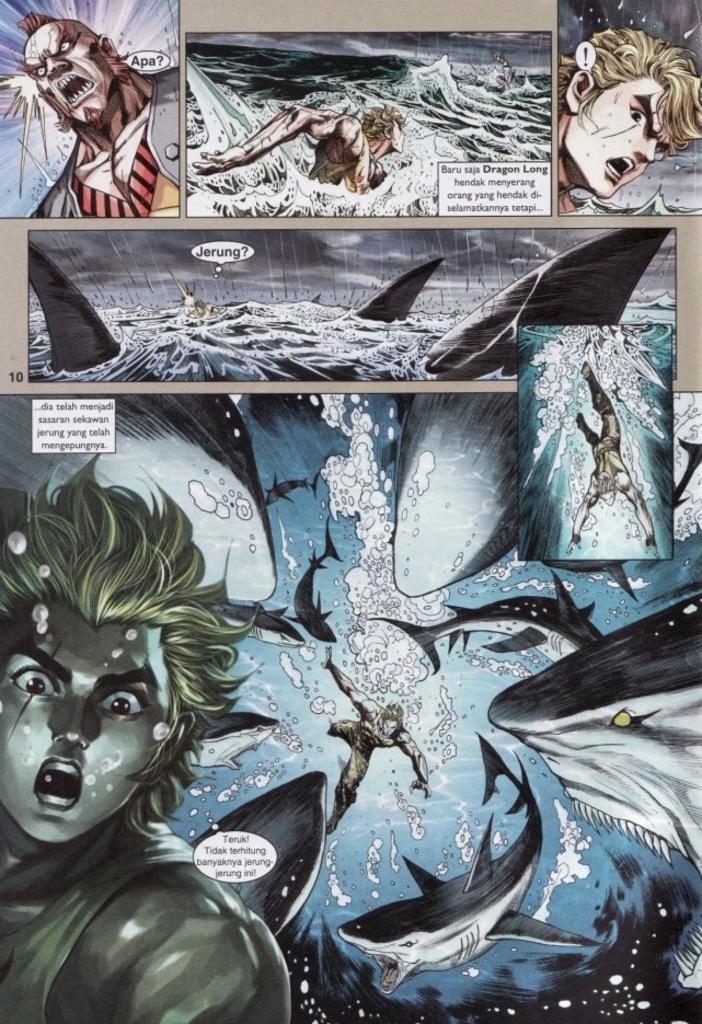 Apa?
!
Baru saja Dragon Long
hendak menyerang
orang yang hendak di-
selamatkannya tetapi...
Jerung?
10
...dia telah menjadi
sasaran sekawan
jerung yang telah
mengepungnya.
Teruk!
Tidak terhitung
banyaknya jerung-
jerung ini!